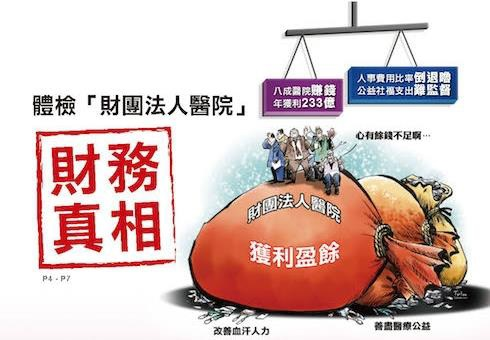 八成醫院賺錢
年獲利233億
人事費用比率倒退嚕
公益社福支出難監督
體檢「財團法人醫院」
心有餘錢不足啊…
財務
真相
財團法人醫院
獲利盈餘
P4 - P7
改善血汗人力
善盡醫療公益